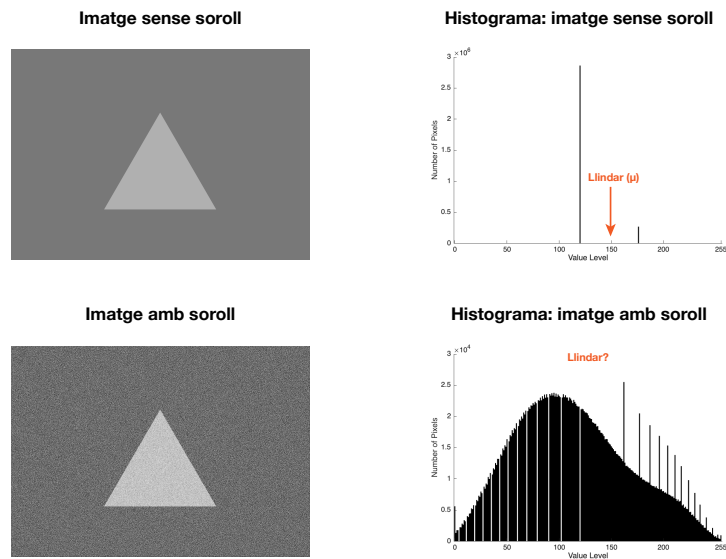 Imatge sense soroll
Histograma: imatge sense soroll
×10⁶
3
2.5
2
1.5
1
0.5
0
Number of Pixels
Llindar (µ)
0 50 100 150 200 255
Value Level
Imatge amb soroll
Histograma: imatge amb soroll
×10⁴
3
2.5
2
1.5
1
0.5
0
Number of Pixels
Llindar?
0 50 100 150 200 255
Value Level